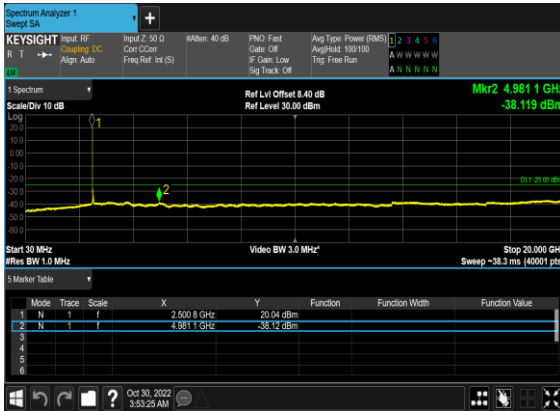 Spectrum Analyzer 1
Swept SA
KEYSIGHT
R T
Input: RF
Coupling: DC
Align: Auto
Input Z: 50 Ω
Corr CCorr
Freq Ref: Int (S)
#Atten: 40 dB
PNO: Fast
Gate: Off
IF Gain: Low
Sig Track: Off
Avg Type: Power (RMS)
Avg|Hold: 100/100
Trig: Free Run
1 2 3 4 5 6
A W W W W W
A N N N N N
1 Spectrum
Scale/Div 10 dB
Ref Lvl Offset 8.40 dB
Ref Level 30.00 dBm
Mkr2 4.981 1 GHz
-38.119 dBm
Log
20.0
10.0
0.00
-10.0
-20.0
-30.0
-40.0
-50.0
-60.0
1
2
DL1 -25.00 dBm
Start 30 MHz
#Res BW 1.0 MHz
Video BW 3.0 MHz*
Stop 20.000 GHz
Sweep ~38.3 ms (40001 pts)
5 Marker Table
Mode Trace Scale X Y Function Function Width Function Value
1 N 1 f 2.500 8 GHz 20.04 dBm
2 N 1 f 4.981 1 GHz -38.12 dBm
3
4
5
6
Oct 30, 2022
3:53:25 AM